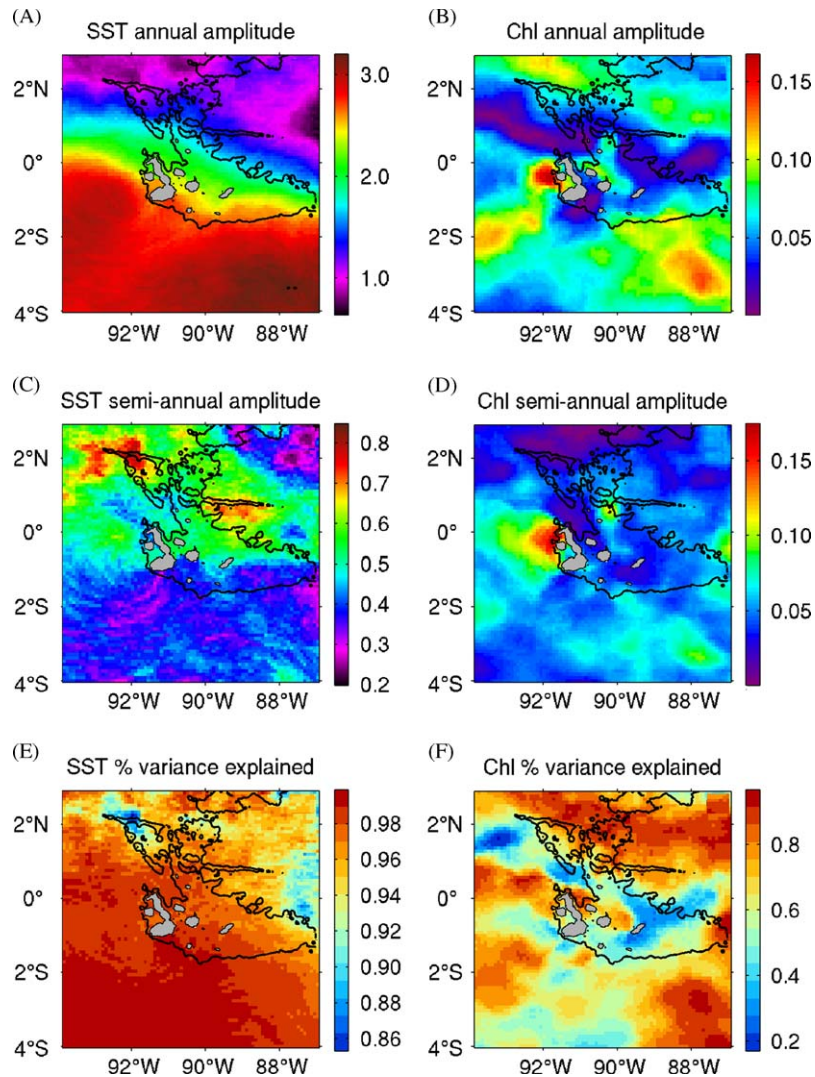 (A)
SST annual amplitude
2°N
0°
2°S
4°S
92°W 90°W 88°W
3.0
2.0
1.0
(B)
Chl annual amplitude
2°N
0°
2°S
4°S
92°W 90°W 88°W
0.15
0.10
0.05
(C)
SST semi-annual amplitude
2°N
0°
2°S
4°S
92°W 90°W 88°W
0.8
0.7
0.6
0.5
0.4
0.3
0.2
(D)
Chl semi-annual amplitude
2°N
0°
2°S
4°S
92°W 90°W 88°W
0.15
0.10
0.05
(E)
SST % variance explained
2°N
0°
2°S
4°S
92°W 90°W 88°W
0.98
0.96
0.94
0.92
0.90
0.88
0.86
(F)
Chl % variance explained
2°N
0°
2°S
4°S
92°W 90°W 88°W
0.8
0.6
0.4
0.2